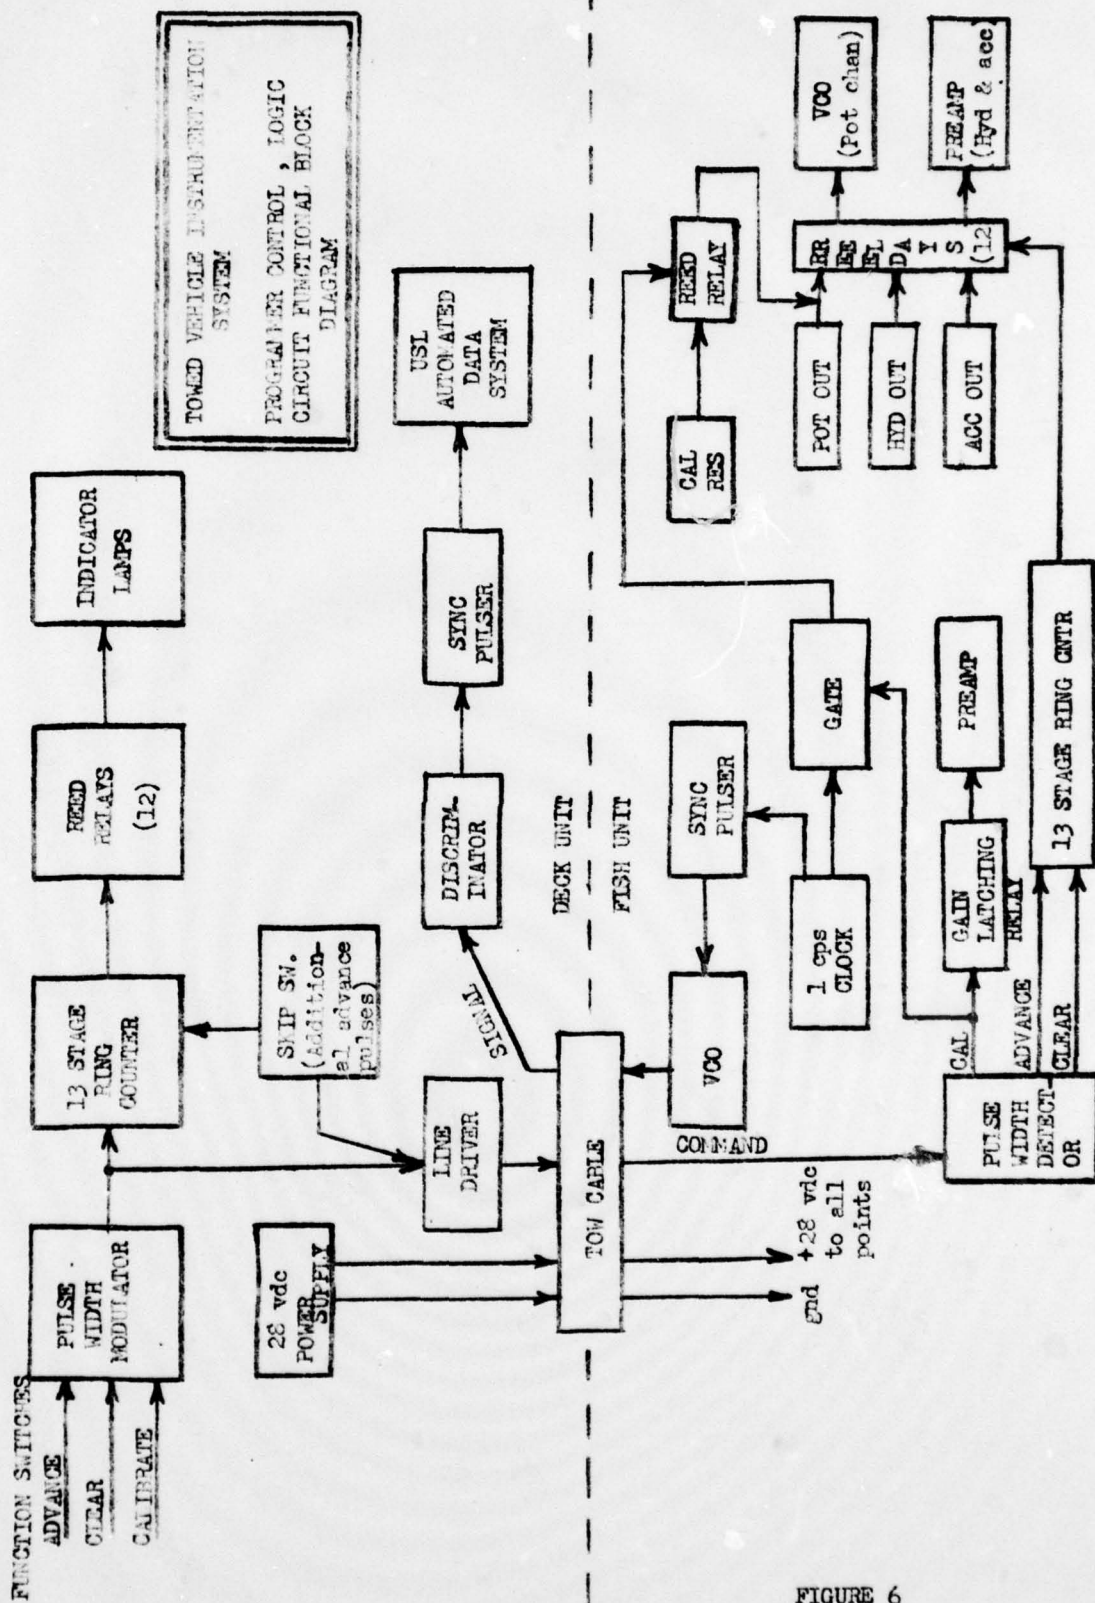 TOWED VEHICLE INSTRUMENTATION
SYSTEM
PROGRAMER CONTROL , LOGIC
CIRCUIT FUNCTIONAL BLOCK
DIAGRAM
FUNCTION SWITCHES
ADVANCE
CLEAR
CALIBRATE
PULSE
WIDTH
MODULATOR
13 STAGE
RING
COUNTER
REED
RELAYS
(12)
INDICATOR
LAMPS
28 vdc
POWER
SUPPLY
LINE
DRIVER
SKIP SW.
(Addition-
al advance
pulses)
SIGNAL
DISCRIM-
INATOR
SYNC
PULSER
USL
AUTOMATED
DATA
SYSTEM
DECK UNIT
FISH UNIT
TOW CABLE
gnd
+28 vdc
to all
points
COMMAND
VCO
SYNC
PULSER
1 cps
CLOCK
GATE
CAL
RES
REED
RELAY
PULSE
WIDTH
DETECT-
OR
CAL
ADVANCE
CLEAR
GAIN
LATCHING
RELAY
PREAMP
13 STAGE RING CNTR
POT OUT
HYD OUT
ACC OUT
RR
EE
EL
DA
Y
S
(12)
VCO
(Pot chan)
PREAMP
(Hyd & acc)
FIGURE 6